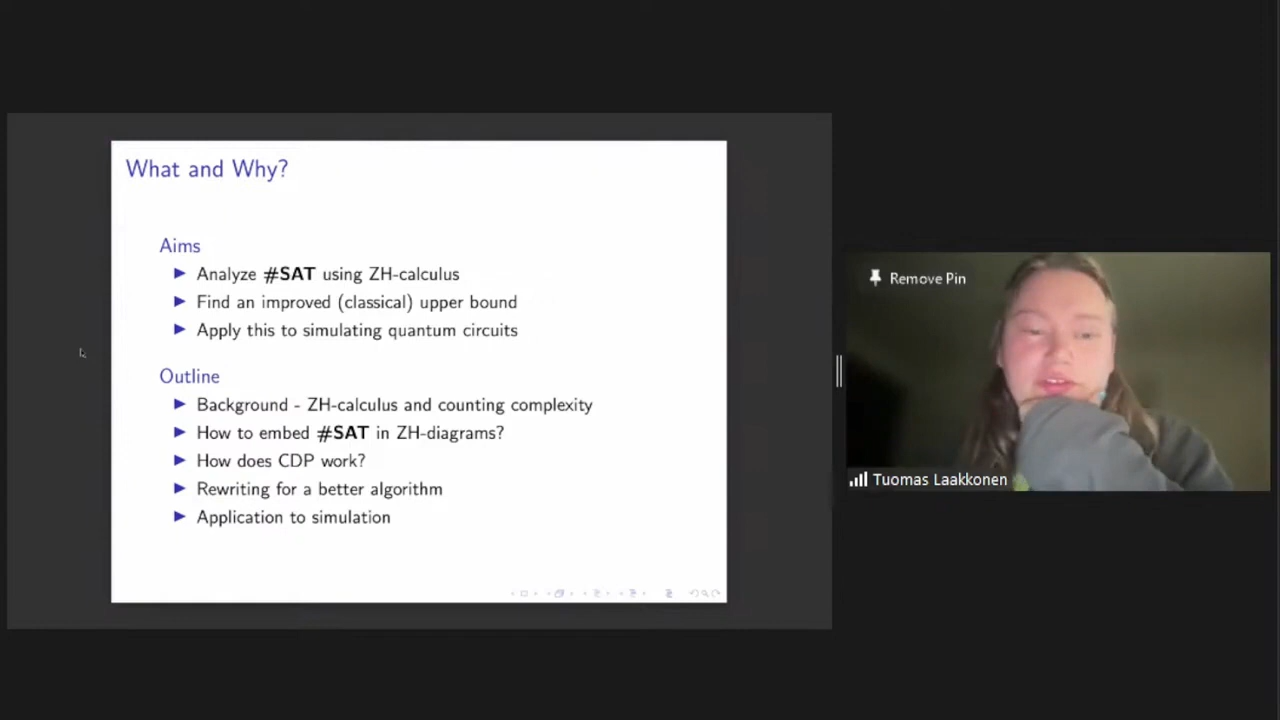 What and Why?
Aims
Analyze #SAT using ZH-calculus
Find an improved (classical) upper bound
Apply this to simulating quantum circuits
Outline
Background - ZH-calculus and counting complexity
How to embed #SAT in ZH-diagrams?
How does CDP work?
Rewriting for a better algorithm
Application to simulation
Remove Pin
Tuomas Laakkonen